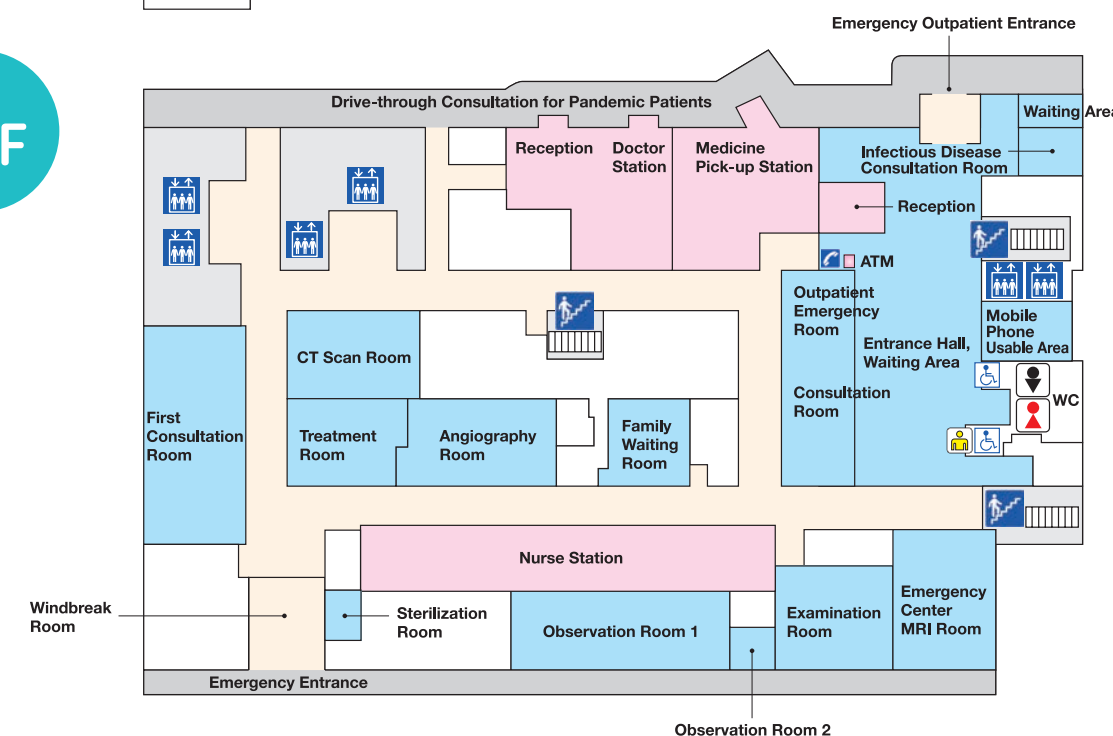 Emergency Outpatient Entrance
F
Drive-through Consultation for Pandemic Patients
Waiting Area
Reception
Doctor
Station
Medicine
Pick-up Station
Infectious Disease
Consultation Room
Reception
ATM
Outpatient
Emergency
Room
Mobile
Phone
Usable Area
Entrance Hall,
Waiting Area
CT Scan Room
Consultation
Room
WC
First
Consultation
Room
Treatment
Room
Angiography
Room
Family
Waiting
Room
Nurse Station
Windbreak
Room
Sterilization
Room
Observation Room 1
Examination
Room
Emergency
Center
MRI Room
Emergency Entrance
Observation Room 2